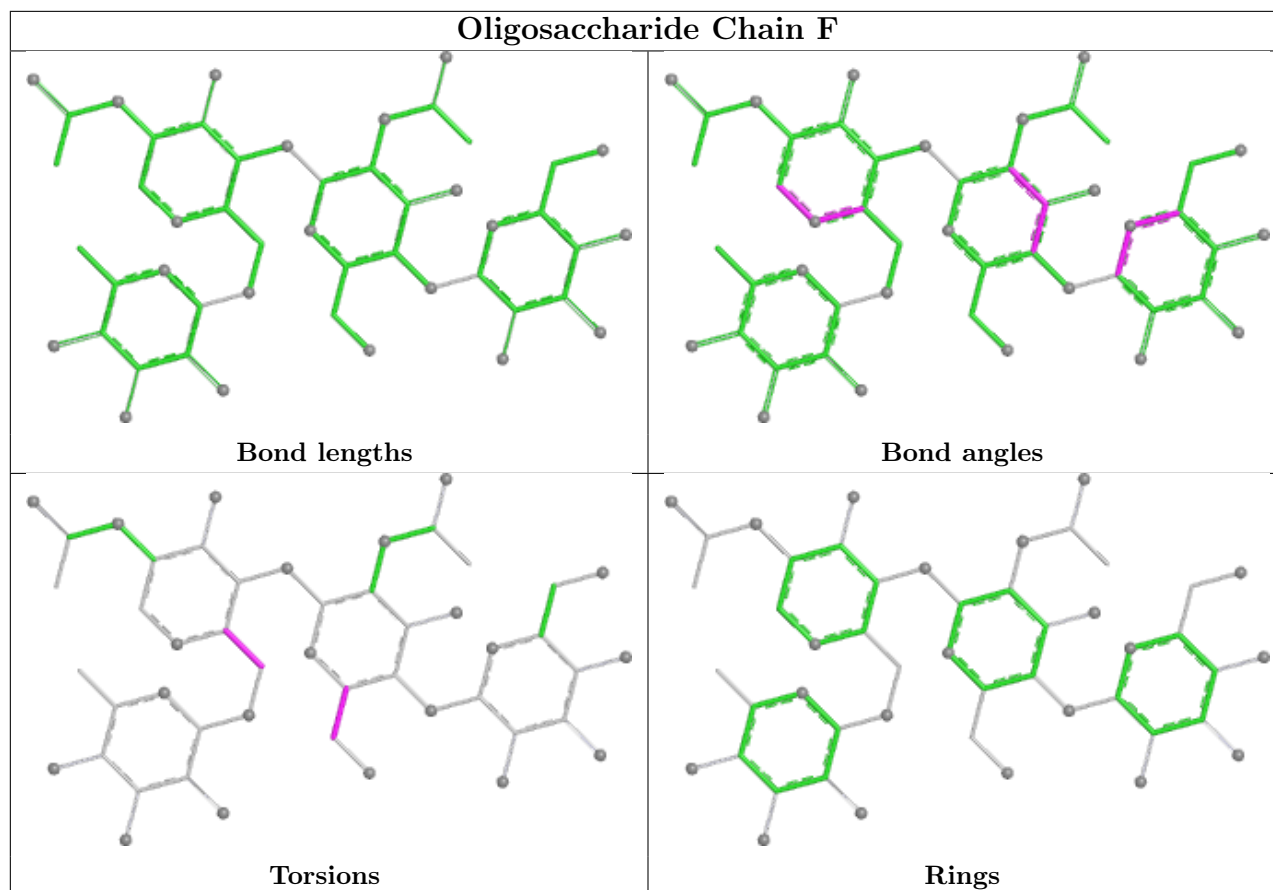 Oligosaccharide Chain F
Bond lengths
Bond angles
Torsions
Rings